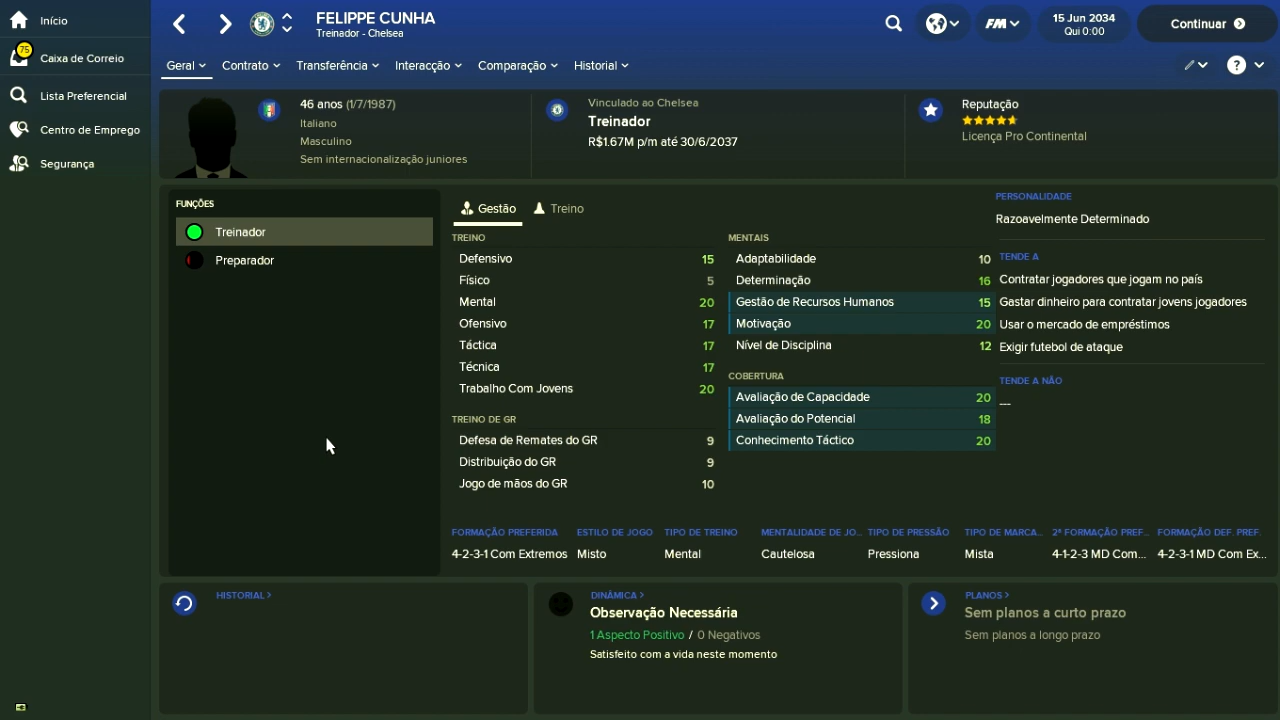 Início
75
Caixa de Correio
Lista Preferencial
Centro de Emprego
Segurança
FELIPPE CUNHA
Treinador - Chelsea
FM
15 Jun 2034
Qui 0:00
Continuar
Geral
Contrato
Transferência
Interacção
Comparação
Historial
?
46 anos (1/7/1987)
Italiano
Masculino
Sem internacionalização juniores
Vinculado ao Chelsea
Treinador
R$1.67M p/m até 30/6/2037
Reputação
Licença Pro Continental
FUNÇÕES
Treinador
Preparador
Gestão
Treino
TREINO
Defensivo 15
Físico 5
Mental 20
Ofensivo 17
Táctica 17
Técnica 17
Trabalho Com Jovens 20
TREINO DE GR
Defesa de Remates do GR 9
Distribuição do GR 9
Jogo de mãos do GR 10
MENTAIS
Adaptabilidade 10
Determinação 16
Gestão de Recursos Humanos 15
Motivação 20
Nível de Disciplina 12
COBERTURA
Avaliação de Capacidade 20
Avaliação do Potencial 18
Conhecimento Táctico 20
PERSONALIDADE
Razoavelmente Determinado
TENDE A
Contratar jogadores que jogam no país
Gastar dinheiro para contratar jovens jogadores
Usar o mercado de empréstimos
Exigir futebol de ataque
TENDE A NÃO
---
FORMAÇÃO PREFERIDA
4-2-3-1 Com Extremos
ESTILO DE JOGO
Misto
TIPO DE TREINO
Mental
MENTALIDADE DE JO...
Cautelosa
TIPO DE PRESSÃO
Pressiona
TIPO DE MARCA...
Mista
2ª FORMAÇÃO PREF...
4-1-2-3 MD Com...
FORMAÇÃO DEF. PREF.
4-2-3-1 MD Com Ex...
HISTORIAL >
DINÂMICA >
Observação Necessária
1 Aspecto Positivo / 0 Negativos
Satisfeito com a vida neste momento
PLANOS >
Sem planos a curto prazo
Sem planos a longo prazo